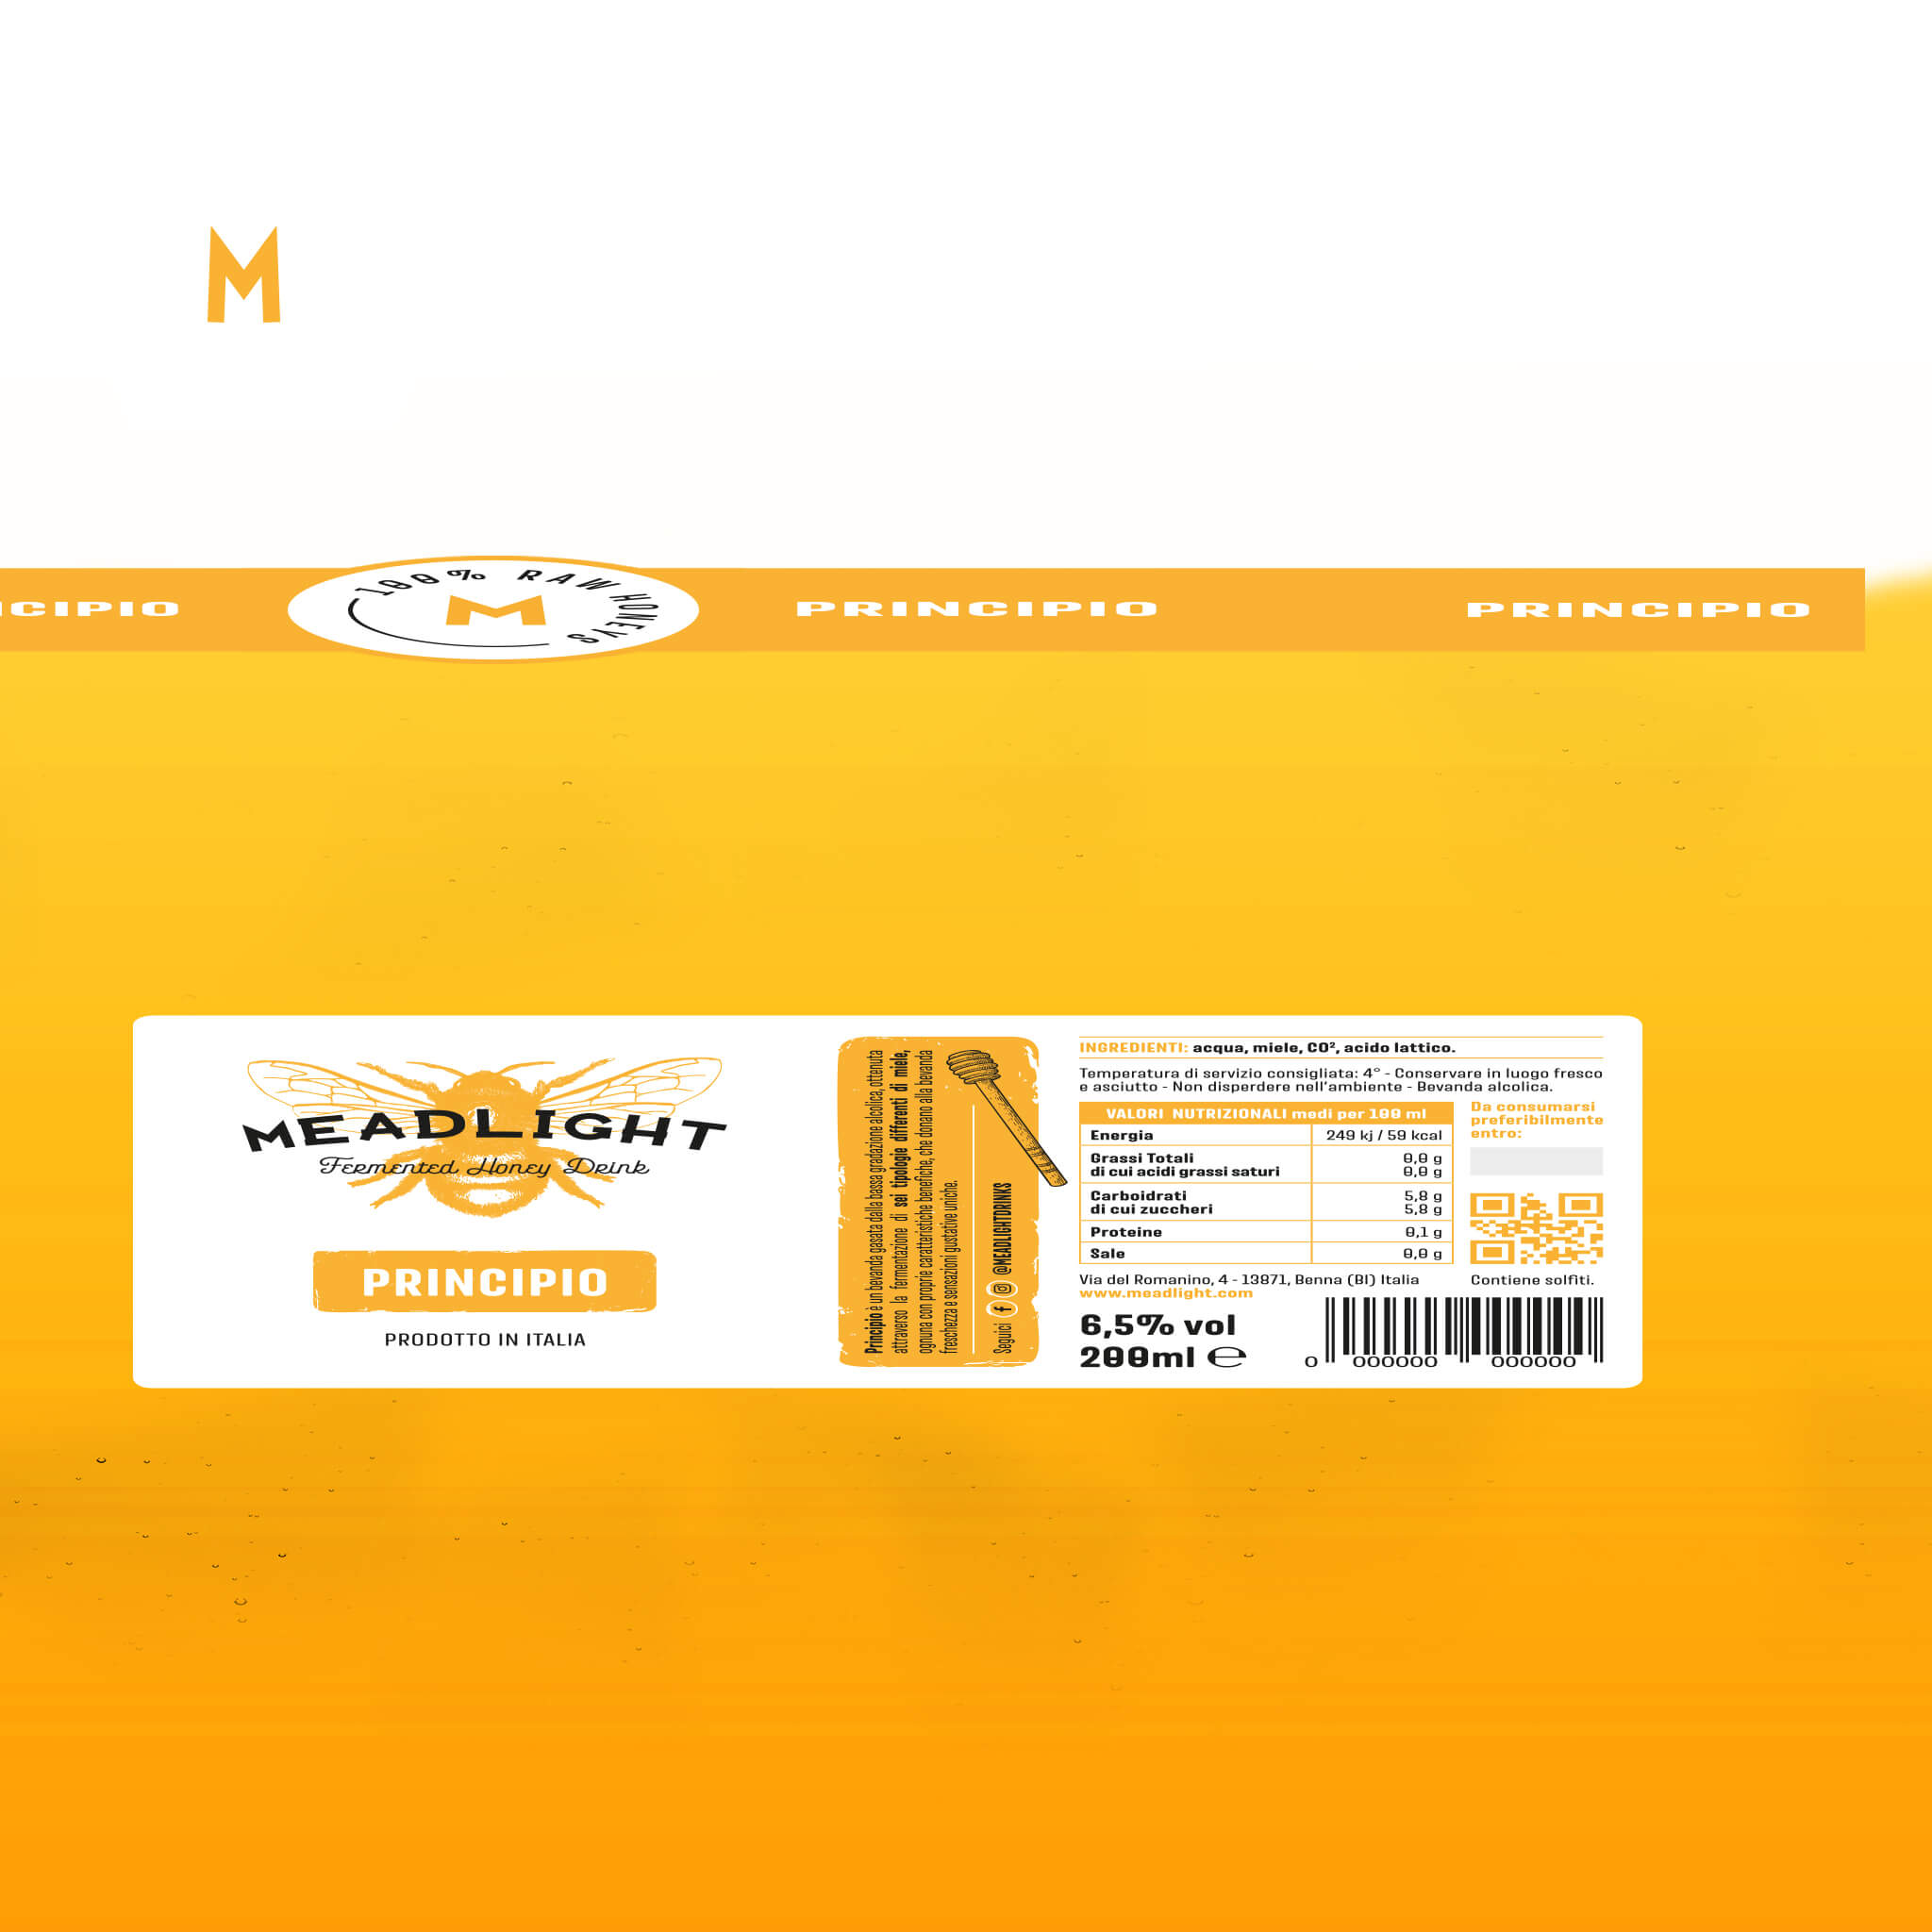 M
CIPIO
100% RAW HONEYS
M
PRINCIPIO
PRINCIPIO
MEADLIGHT
Fermented Honey Drink
PRINCIPIO
PRODOTTO IN ITALIA
Principio è un bevanda gasata dalla bassa gradazione alcolica, ottenuta
attraverso la fermentazione di sei tipologie differenti di miele,
ognuna con proprie caratteristiche benefiche, che donano alla bevanda
freschezza e sensazioni gustative uniche.
Seguici f @MEADLIGHTDRINKS
INGREDIENTI: acqua, miele, CO², acido lattico.
Temperatura di servizio consigliata: 4° - Conservare in luogo fresco
e asciutto - Non disperdere nell'ambiente - Bevanda alcolica.
VALORI NUTRIZIONALI medi per 100 ml
Energia 249 kj / 59 kcal
Grassi Totali 0,0 g
di cui acidi grassi saturi 0,0 g
Carboidrati 5,8 g
di cui zuccheri 5,8 g
Proteine 0,1 g
Sale 0,0 g
Da consumarsi
preferibilmente
entro:
Via del Romanino, 4 - 13871, Benna (BI) Italia
www.meadlight.com
Contiene solfiti.
6,5% vol
200ml ℮
0 000000 000000